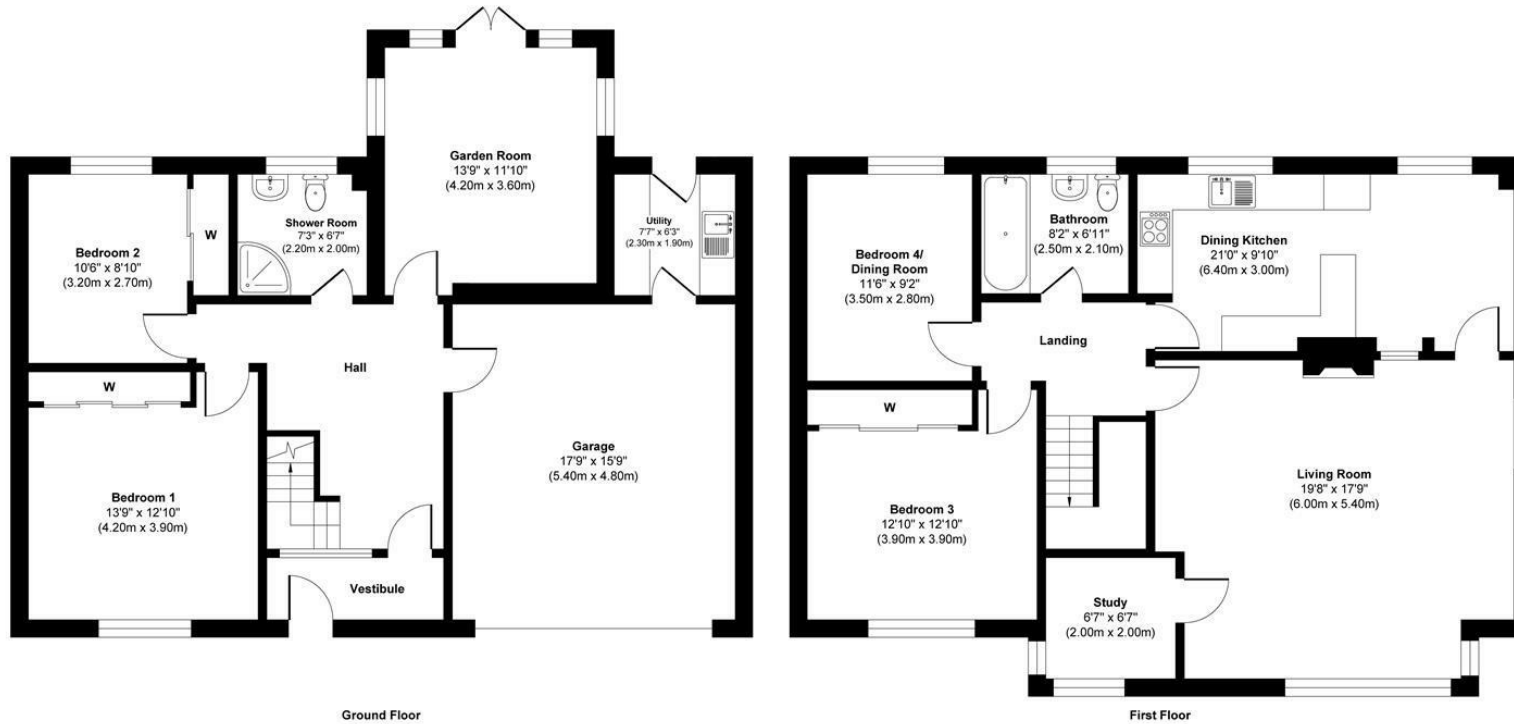 Garden Room
13'9" x 11'10"
(4.20m x 3.60m)
Shower Room
7'3" x 6'7"
(2.20m x 2.00m)
Utility
7'7" x 6'3"
(2.30m x 1.90m)
W
Bedroom 2
10'6" x 8'10"
(3.20m x 2.70m)
Hall
W
Garage
17'9" x 15'9"
(5.40m x 4.80m)
Bedroom 1
13'9" x 12'10"
(4.20m x 3.90m)
Vestibule
Ground Floor
Bathroom
8'2" x 6'11"
(2.50m x 2.10m)
Dining Kitchen
21'0" x 9'10"
(6.40m x 3.00m)
Bedroom 4/
Dining Room
11'6" x 9'2"
(3.50m x 2.80m)
Landing
W
Living Room
19'8" x 17'9"
(6.00m x 5.40m)
Bedroom 3
12'10" x 12'10"
(3.90m x 3.90m)
Study
6'7" x 6'7"
(2.00m x 2.00m)
First Floor